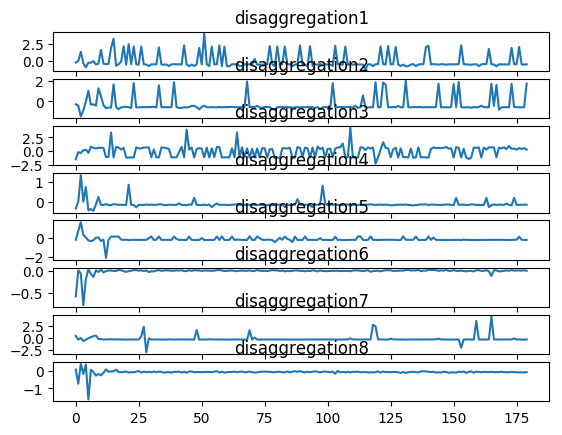 disaggregation1
2.5
0.0
disaggregation2
2
0
disaggregation3
2.5
0.0
−2.5
disaggregation4
1
0
disaggregation5
0
−2
disaggregation6
0.0
−0.5
disaggregation7
2.5
0.0
−2.5
disaggregation8
0
−1
0 25 50 75 100 125 150 175